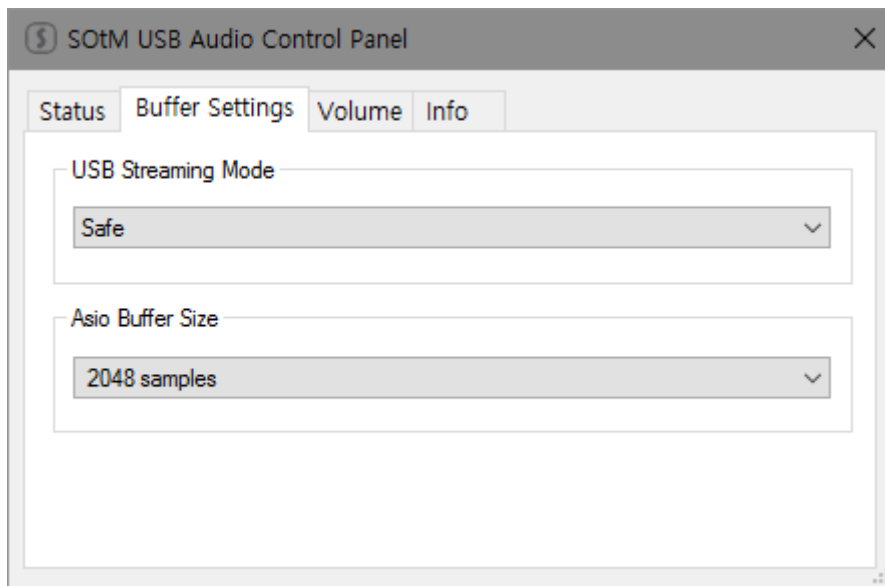 SOtM USB Audio Control Panel
Status Buffer Settings Volume Info
USB Streaming Mode
Safe
Asio Buffer Size
2048 samples